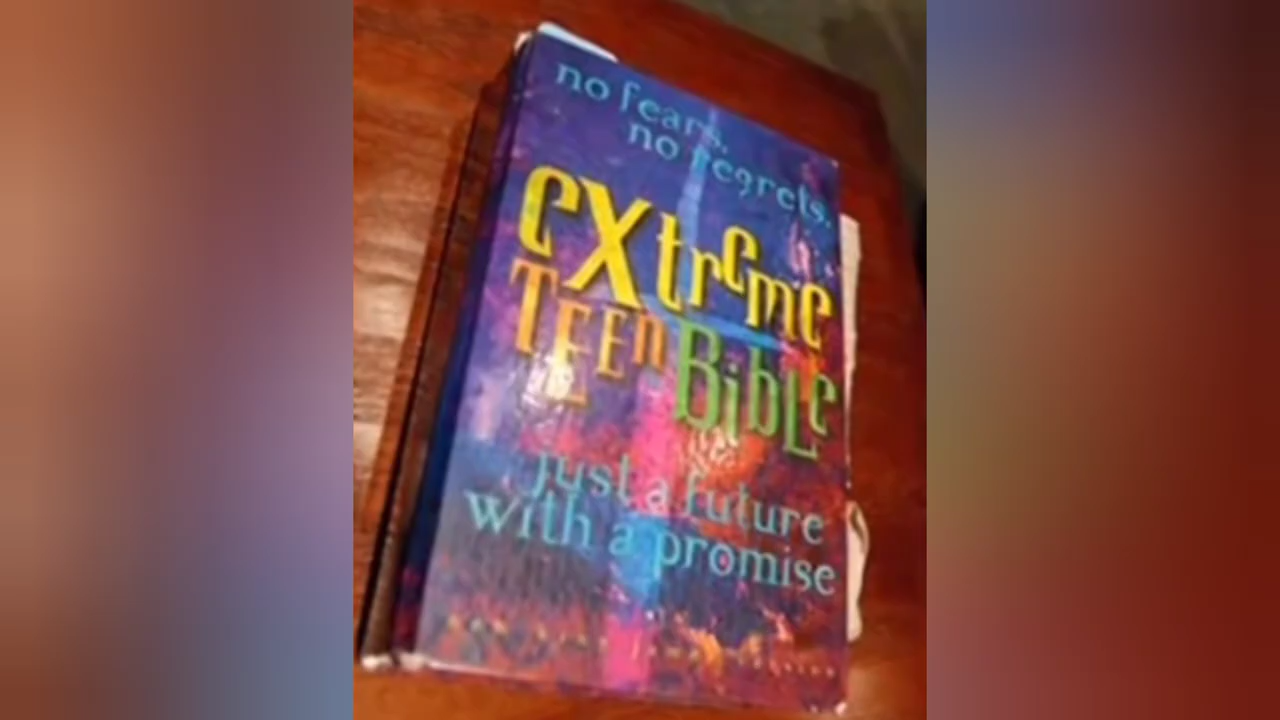 no fears,
no regrets.
extreme
Teen Bible
just a future
with a promise